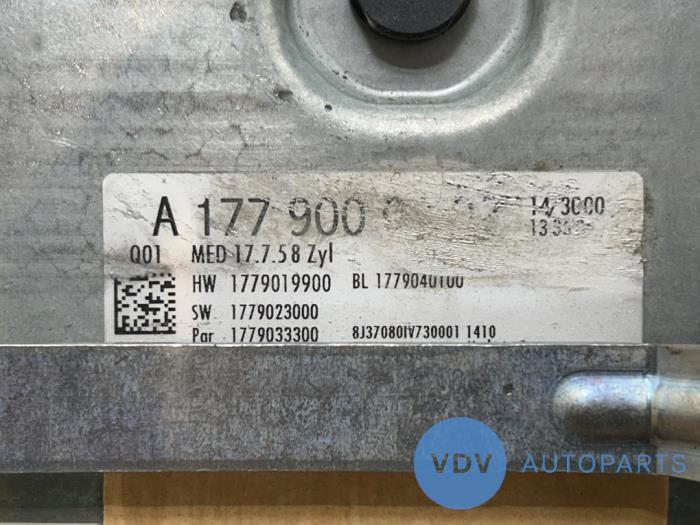 A 177 900
14/3000
Q01 MED 17.7.5 8 Zyl
HW 1779019900 BL 1779040100
SW 1779023000
Par 1779033300 8J37080IV730001 1410
VDV AUTOPARTS